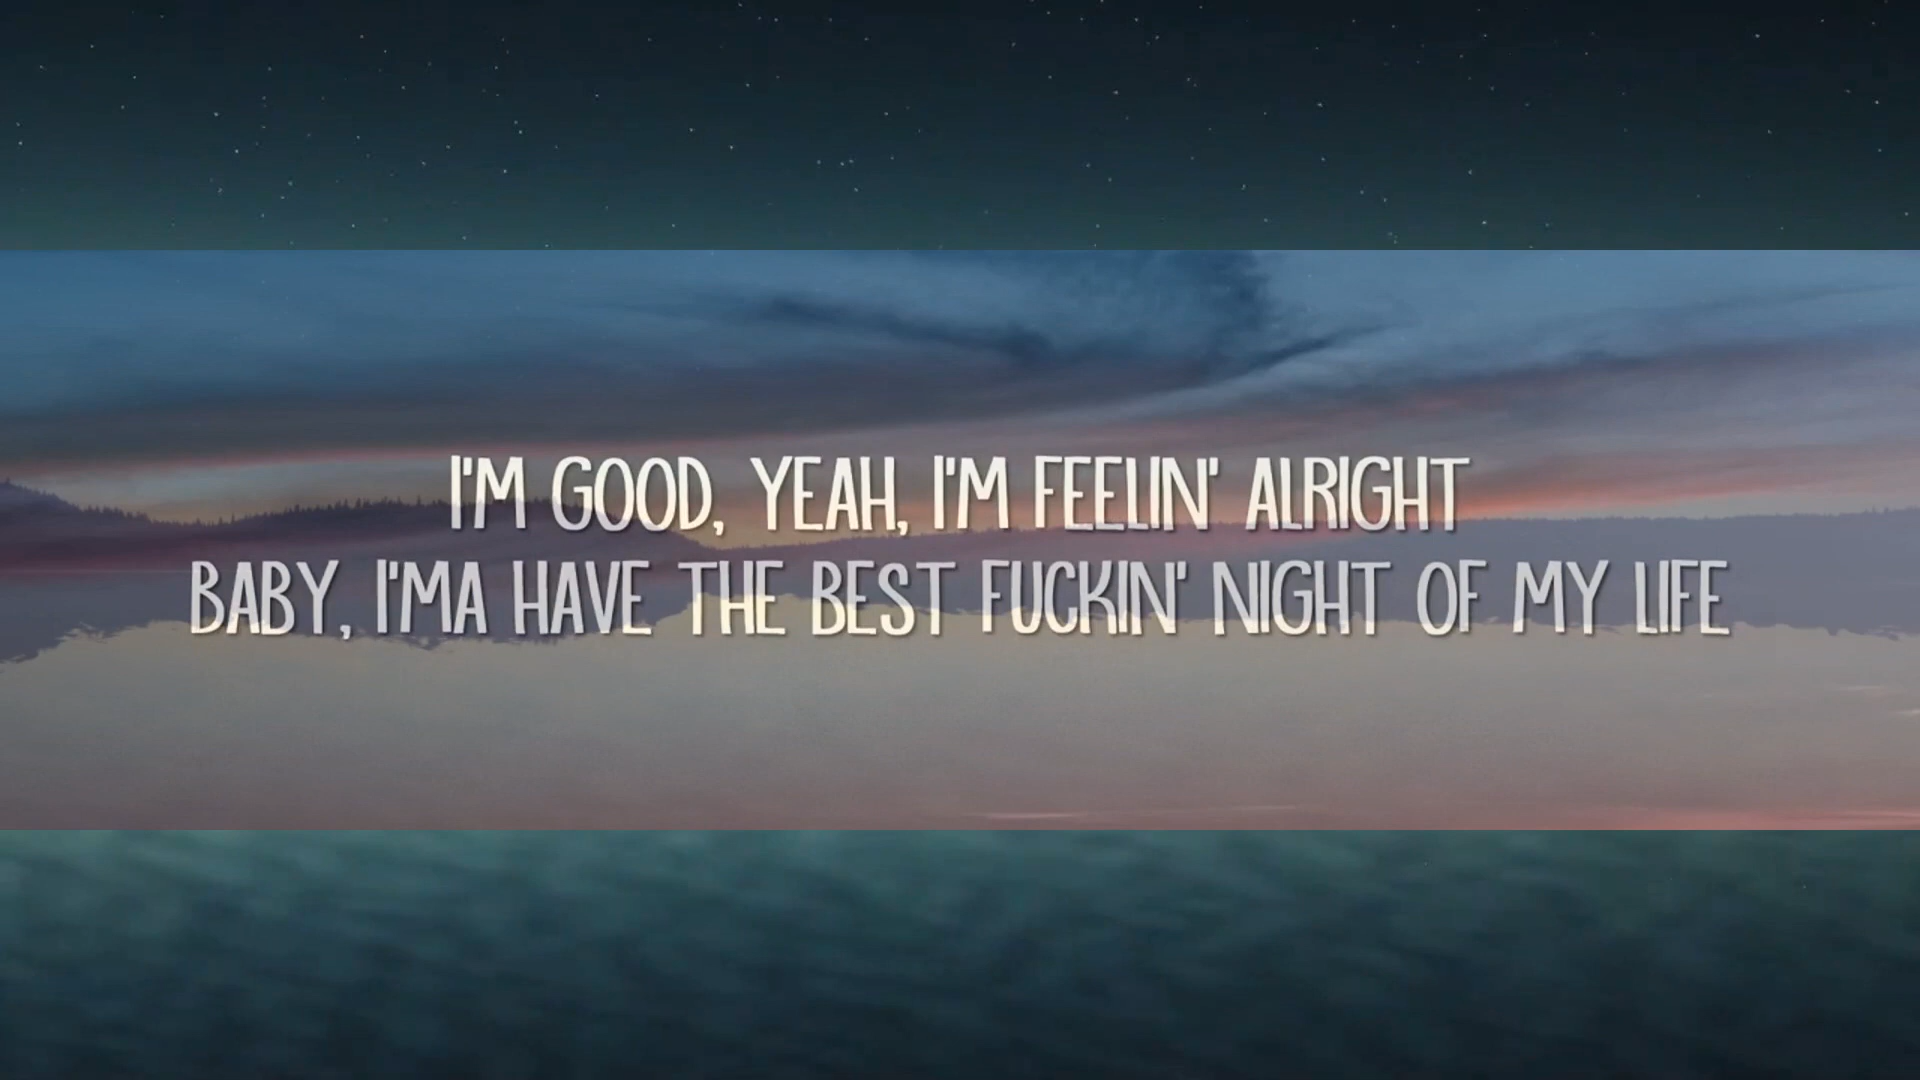 I'M GOOD, YEAH, I'M FEELIN' ALRIGHT
BABY, I'MA HAVE THE BEST FUCKIN' NIGHT OF MY LIFE